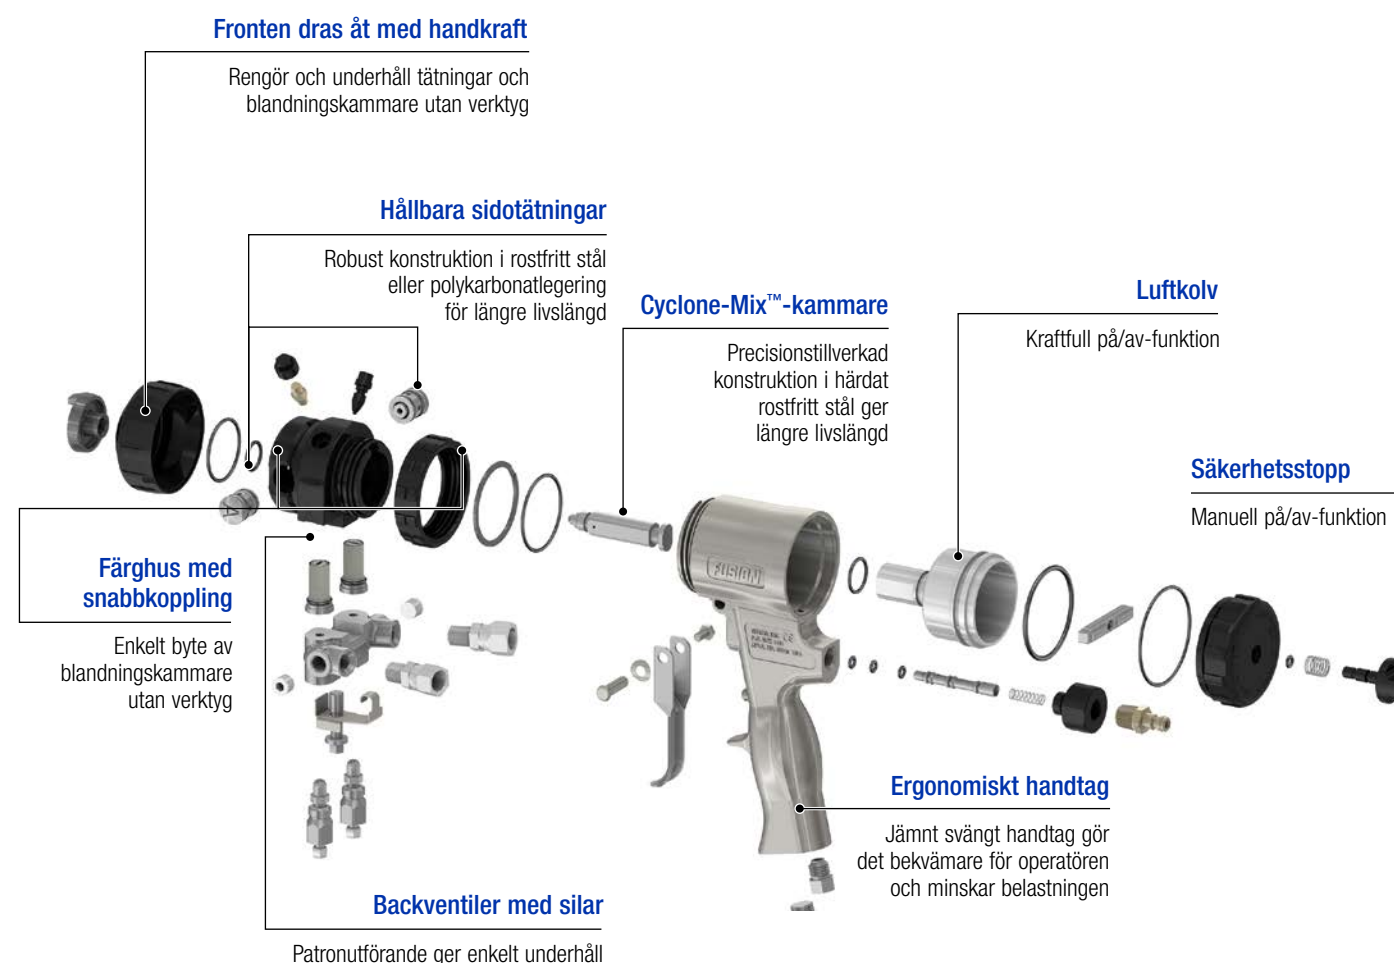 Fronten dras åt med handkraft
Rengör och underhåll tätningar och
blandningskammare utan verktyg
Hållbara sidotätningar
Robust konstruktion i rostfritt stål
eller polykarbonatlegering
för längre livslängd
Cyclone-Mix™-kammare
Precisionstillverkad
konstruktion i härdat
rostfritt stål ger
längre livslängd
Luftkolv
Kraftfull på/av-funktion
Säkerhetsstopp
Manuell på/av-funktion
Färghus med
snabbkoppling
Enkelt byte av
blandningskammare
utan verktyg
FUSION
Ergonomiskt handtag
Jämnt svängt handtag gör
det bekvämare för operatören
och minskar belastningen
Backventiler med silar
Patronutförande ger enkelt underhåll